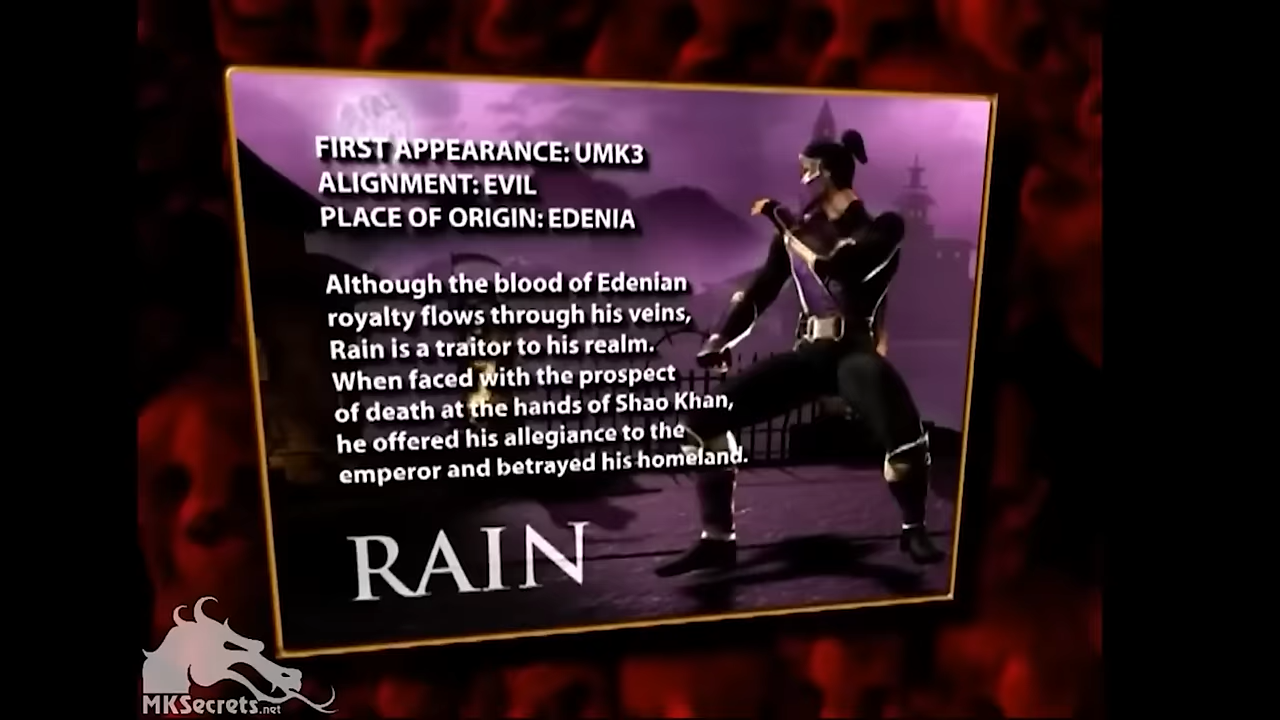 FIRST APPEARANCE: UMK3
ALIGNMENT: EVIL
PLACE OF ORIGIN: EDENIA
Although the blood of Edenian
royalty flows through his veins,
Rain is a traitor to his realm.
When faced with the prospect
of death at the hands of Shao Khan,
he offered his allegiance to the
emperor and betrayed his homeland.
RAIN
MKSecrets.net